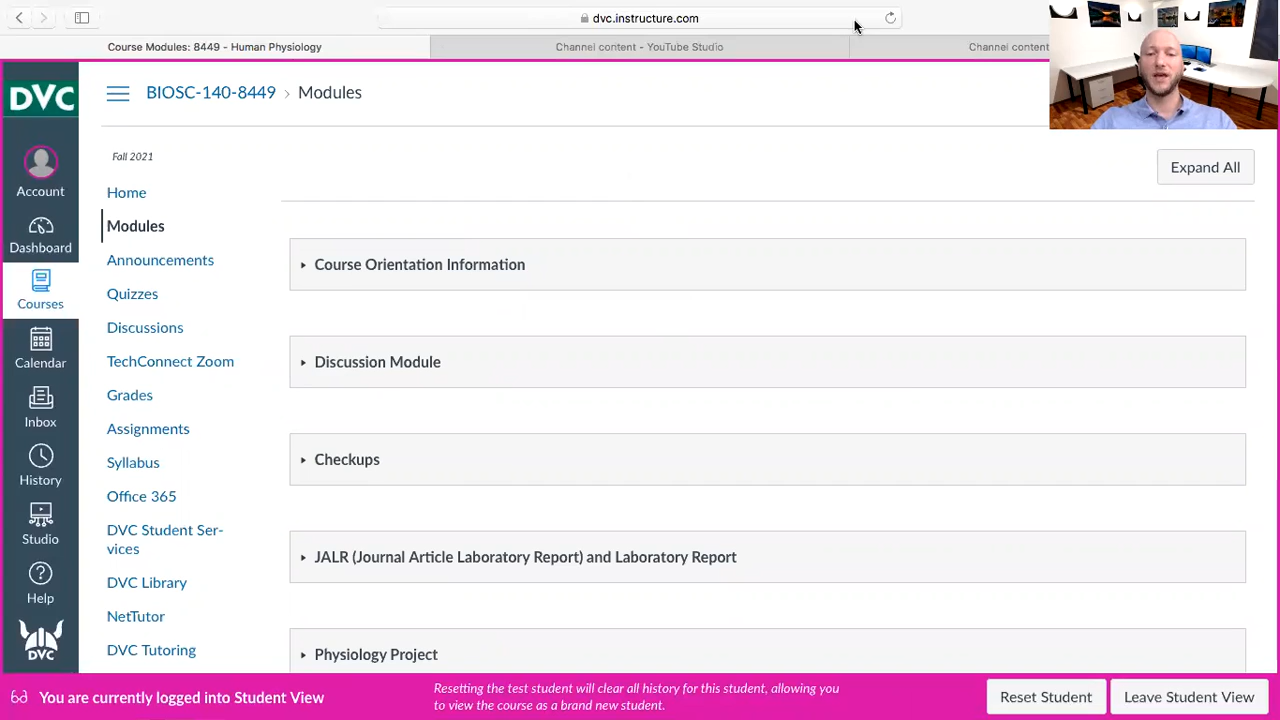 dvc.instructure.com
Course Modules: 8449 - Human Physiology
Channel content - YouTube Studio
Channel content
DVC
BIOSC-140-8449 › Modules
Fall 2021
Expand All
Account
Dashboard
Courses
Calendar
Inbox
History
Studio
Help
DVC
Home
Modules
Announcements
Quizzes
Discussions
TechConnect Zoom
Grades
Assignments
Syllabus
Office 365
DVC Student Ser-
vices
DVC Library
NetTutor
DVC Tutoring
Course Orientation Information
Discussion Module
Checkups
JALR (Journal Article Laboratory Report) and Laboratory Report
Physiology Project
You are currently logged into Student View
Resetting the test student will clear all history for this student, allowing you
to view the course as a brand new student.
Reset Student
Leave Student View